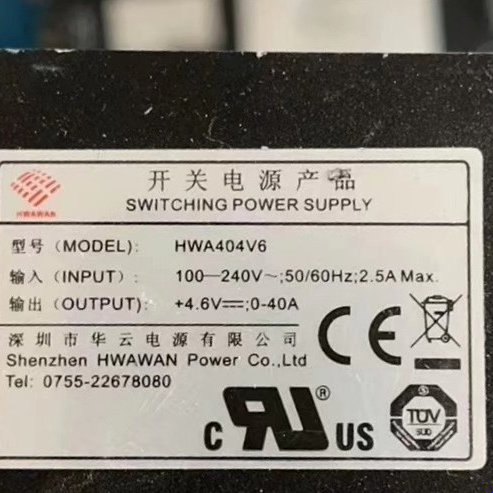 开关电源产品
SWITCHING POWER SUPPLY
HWAWAN
型号(MODEL): HWA404V6
输入(INPUT): 100—240V~;50/60Hz;2.5A Max.
输出(OUTPUT): +4.6V⎓;0-40A
深圳市华云电源有限公司
Shenzhen HWAWAN Power Co.,Ltd
Tel: 0755-22678080
CE
c RU® US
TÜV
SÜD